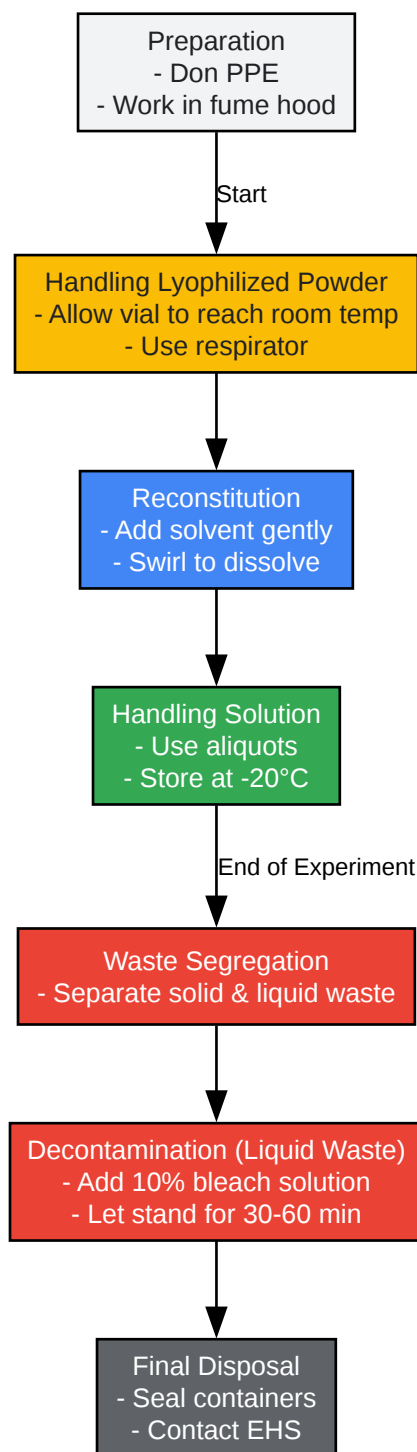 Preparation
- Don PPE
- Work in fume hood
Start
Handling Lyophilized Powder
- Allow vial to reach room temp
- Use respirator
Reconstitution
- Add solvent gently
- Swirl to dissolve
Handling Solution
- Use aliquots
- Store at -20°C
End of Experiment
Waste Segregation
- Separate solid & liquid waste
Decontamination (Liquid Waste)
- Add 10% bleach solution
- Let stand for 30-60 min
Final Disposal
- Seal containers
- Contact EHS